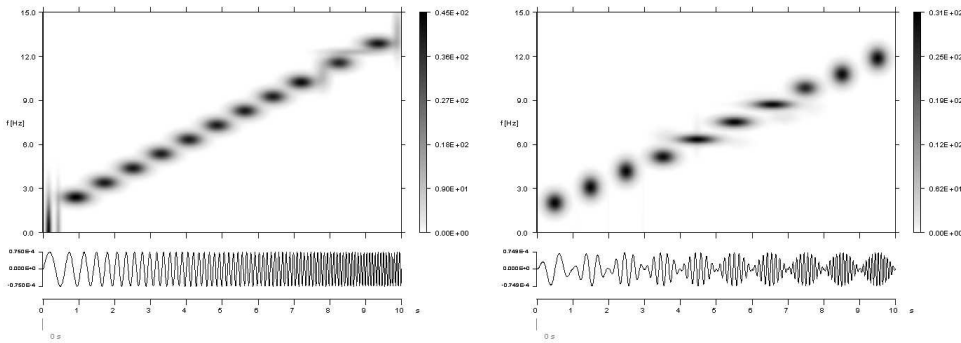 15.0
12.0
9.0
f [Hz]
6.0
3.0
0.0
0.45E+02
0.36E+02
0.27E+02
0.18E+02
0.90E+01
0.00E+00
0.750E-4
0.000E+0
-0.750E-4
0 1 2 3 4 5 6 7 8 9 10 s
0 s
15.0
12.0
9.0
f [Hz]
6.0
3.0
0.0
0.31E+02
0.25E+02
0.19E+02
0.12E+02
0.62E+01
0.00E+00
0.749E-4
0.000E+0
-0.749E-4
0 1 2 3 4 5 6 7 8 9 10 s
0 s